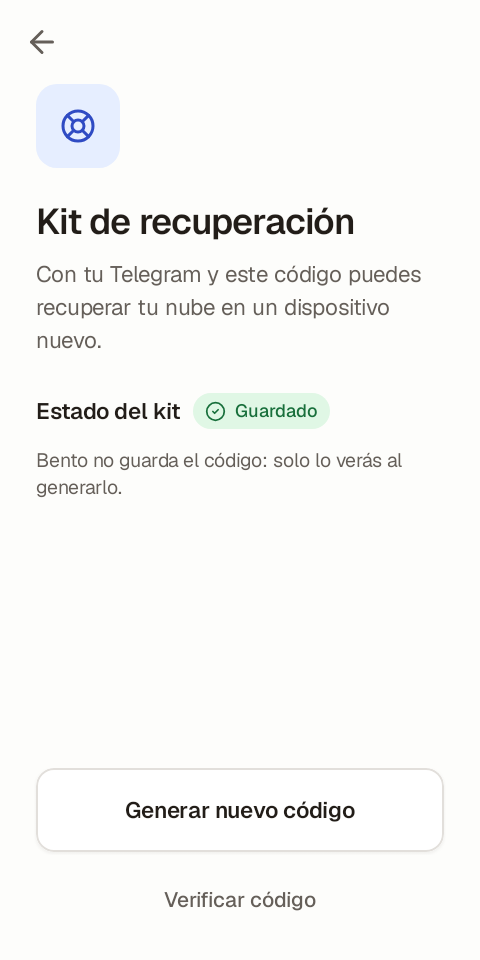 Kit de recuperación
Con tu Telegram y este código puedes
recuperar tu nube en un dispositivo
nuevo.
Estado del kit
Guardado
Bento no guarda el código: solo lo verás al
generarlo.
Generar nuevo código
Verificar código